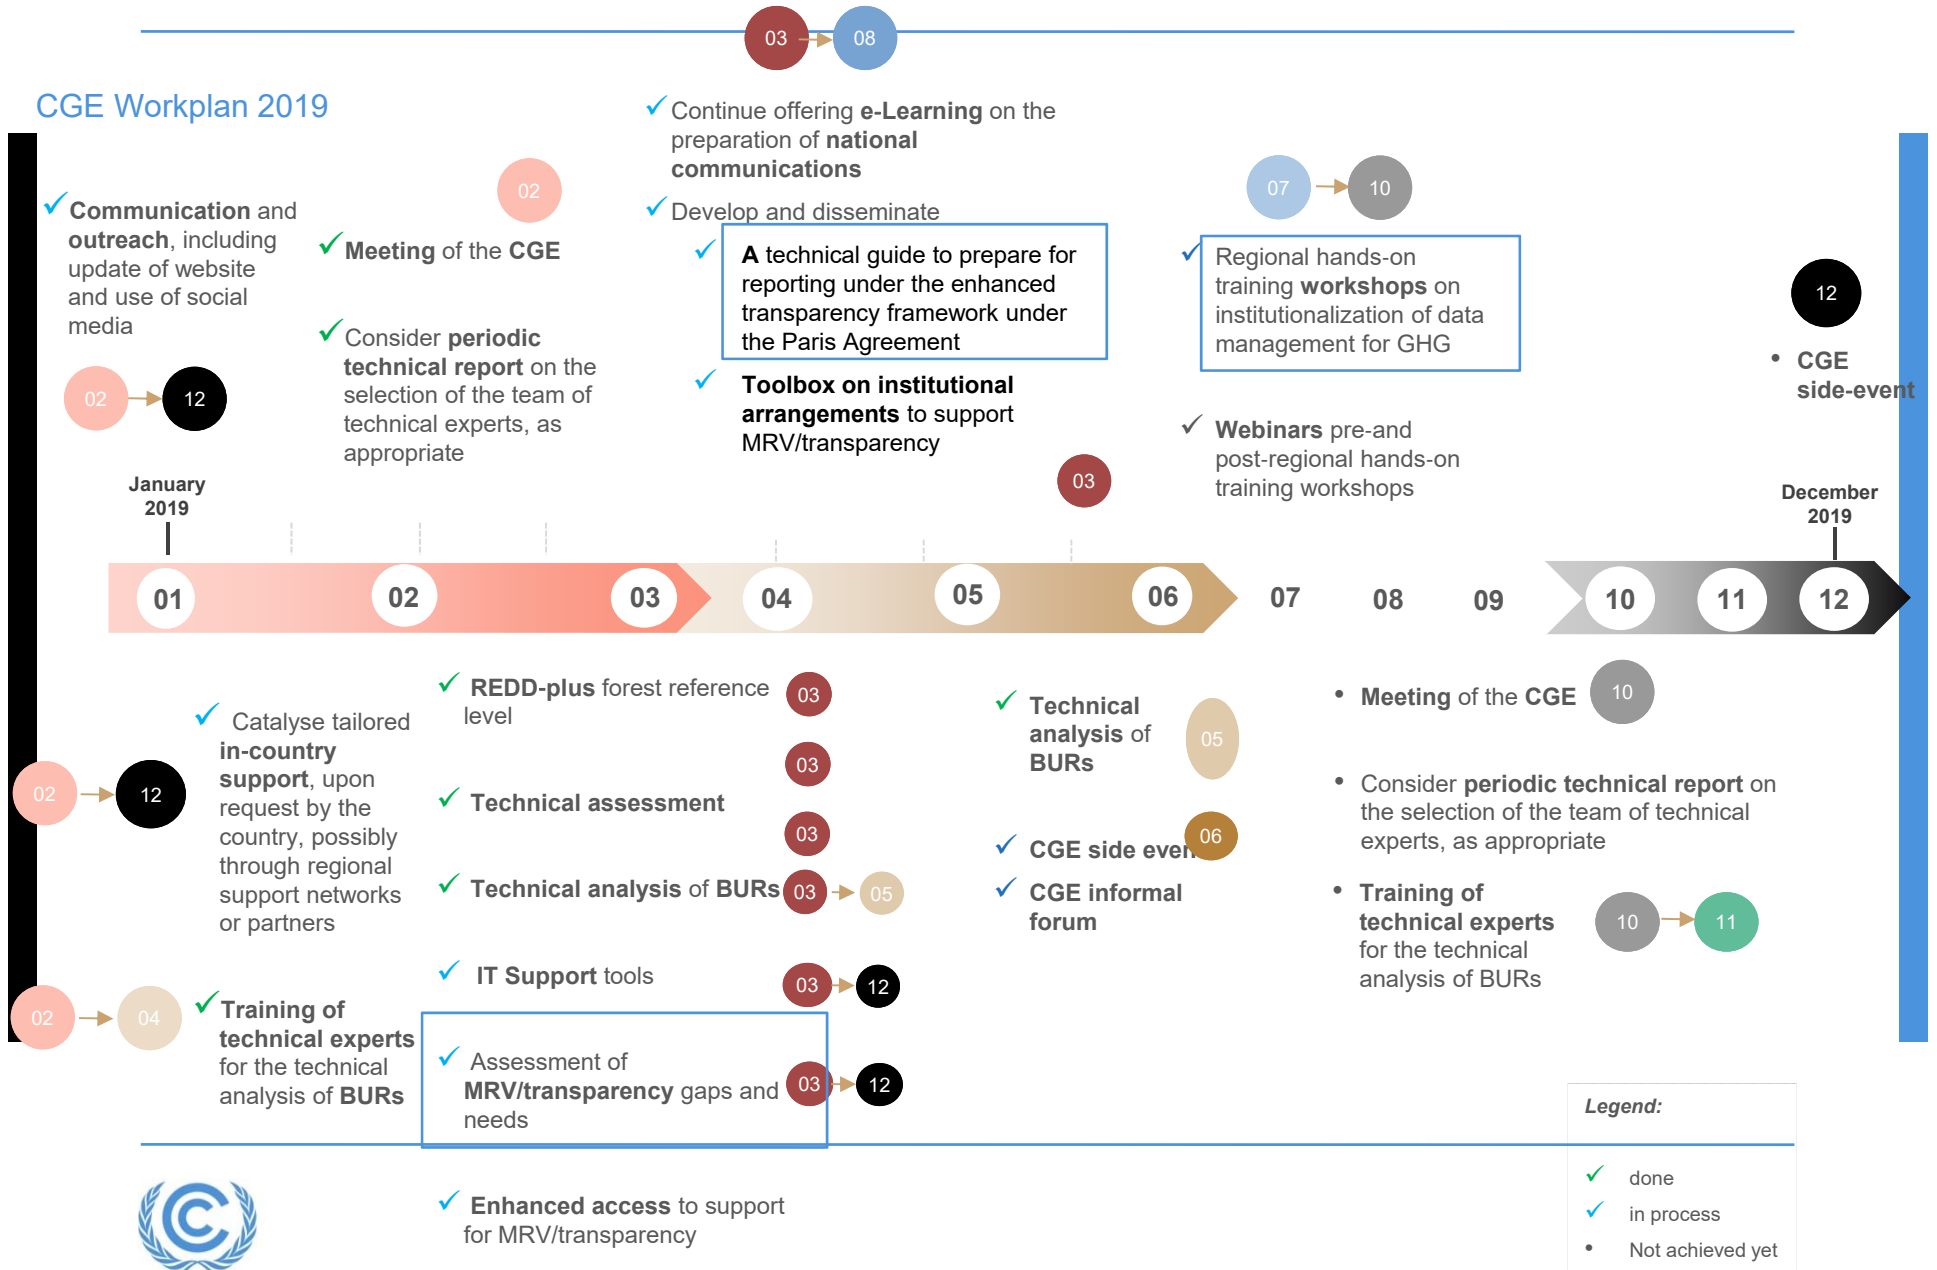 03
08
CGE Workplan 2019
✓ Communication and
outreach, including
update of website
and use of social
media
02
12
02
✓ Meeting of the CGE
✓ Consider periodic
technical report on the
selection of the team of
technical experts, as
appropriate
✓ Continue offering e-Learning on the
preparation of national
communications
✓ Develop and disseminate
✓ A technical guide to prepare for
reporting under the enhanced
transparency framework under
the Paris Agreement
✓ Toolbox on institutional
arrangements to support
MRV/transparency
03
07
10
✓ Regional hands-on
training workshops on
institutionalization of data
management for GHG
✓ Webinars pre-and
post-regional hands-on
training workshops
12
• CGE
side-event
January
2019
December
2019
01
02
03
04
05
06
07
08
09
10
11
12
02
12
✓ Catalyse tailored
in-country
support, upon
request by the
country, possibly
through regional
support networks
or partners
02
04
✓ Training of
technical experts
for the technical
analysis of BURs
✓ REDD-plus forest reference
level
03
03
✓ Technical assessment
03
✓ Technical analysis of BURs
03
05
✓ IT Support tools
03
12
✓ Assessment of
MRV/transparency gaps and
needs
03
12
✓ Enhanced access to support
for MRV/transparency
✓ Technical
analysis of
BURs
05
06
✓ CGE side even
✓ CGE informal
forum
• Meeting of the CGE
10
• Consider periodic technical report on
the selection of the team of technical
experts, as appropriate
• Training of
technical experts
for the technical
analysis of BURs
10
11
Legend:
✓ done
✓ in process
• Not achieved yet